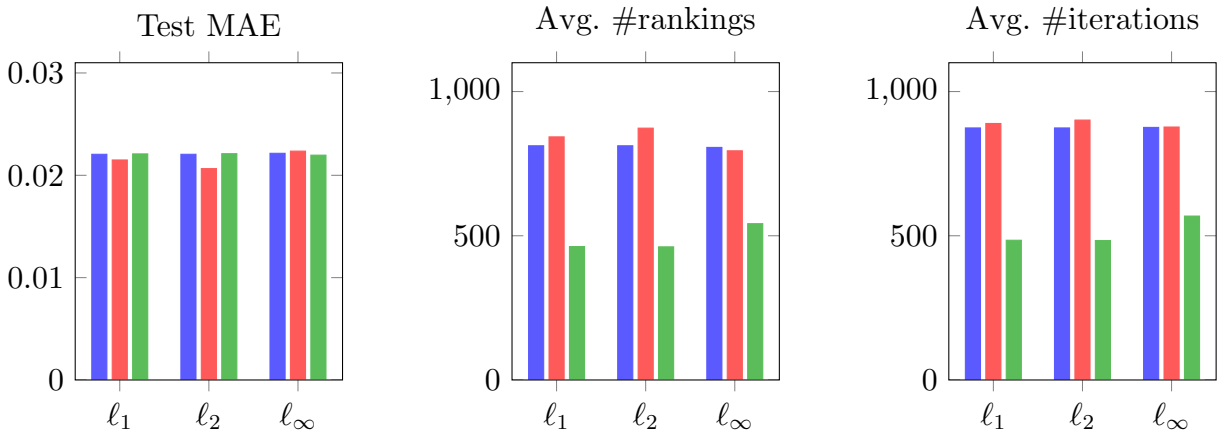 Test MAE
0.03
0.02
0.01
0
ℓ₁ ℓ₂ ℓ∞
Avg. #rankings
1,000
500
0
ℓ₁ ℓ₂ ℓ∞
Avg. #iterations
1,000
500
0
ℓ₁ ℓ₂ ℓ∞